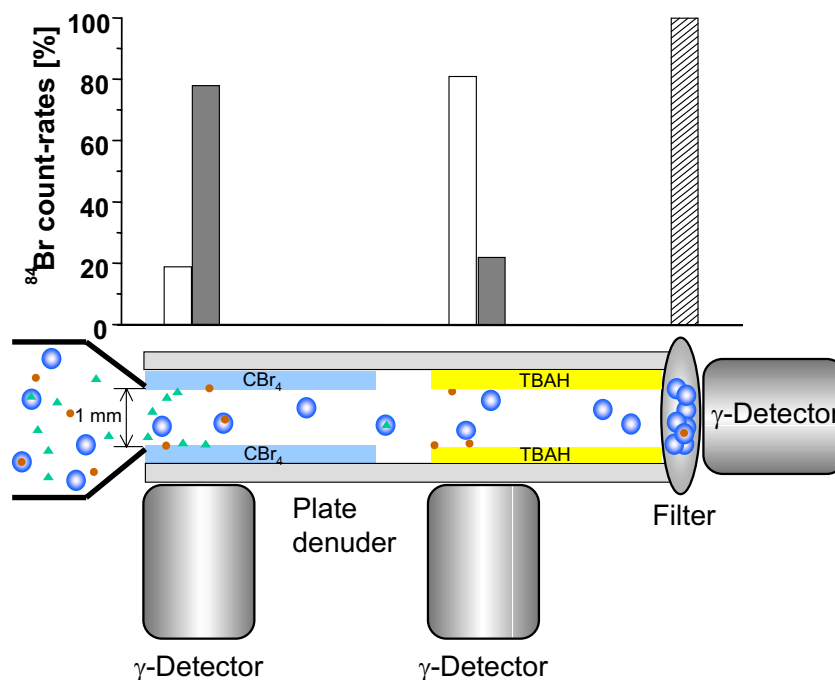 100
80
60
40
20
0
⁸⁴Br count-rates [%]
CBr₄
TBAH
1 mm
CBr₄
TBAH
γ-Detector
Plate
denuder
Filter
γ-Detector
γ-Detector